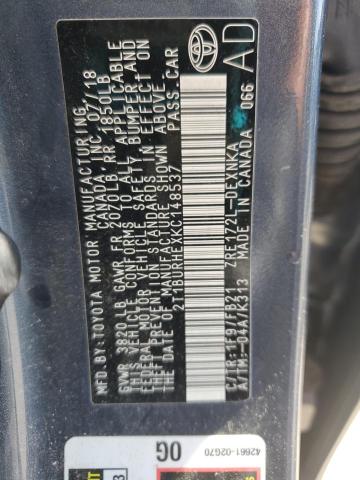 MFD. BY: TOYOTA MOTOR MANUFACTURING
CANADA, INC. 07/18
GVWR 3820LB GAWR FR 2071LB RR 1850LB
THIS VEHICLE CONFORMS TO ALL APPLICABLE
FEDERAL MOTOR VEHICLE SAFETY, BUMPER AND
THEFT PREVENTION STANDARDS IN EFFECT ON
THE DATE OF MANUFACTURE SHOWN ABOVE.
2T1BURHEXKC148537 PASS.CAR
ZRE172L-DEXNKA
C/TR: 1F9/FB21
A/TM: -04A/K313 MADE IN CANADA 066
AD
42661-02G70
0G